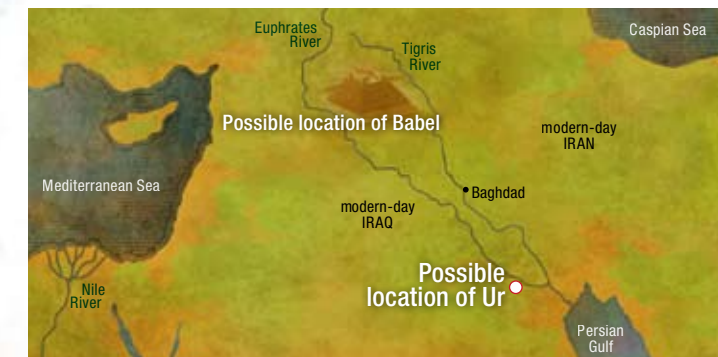 Euphrates
River
Caspian Sea
Tigris
River
Possible location of Babel
modern-day
IRAN
Mediterranean Sea
Baghdad
modern-day
IRAQ
Possible
location of Ur
Nile
River
Persian
Gulf